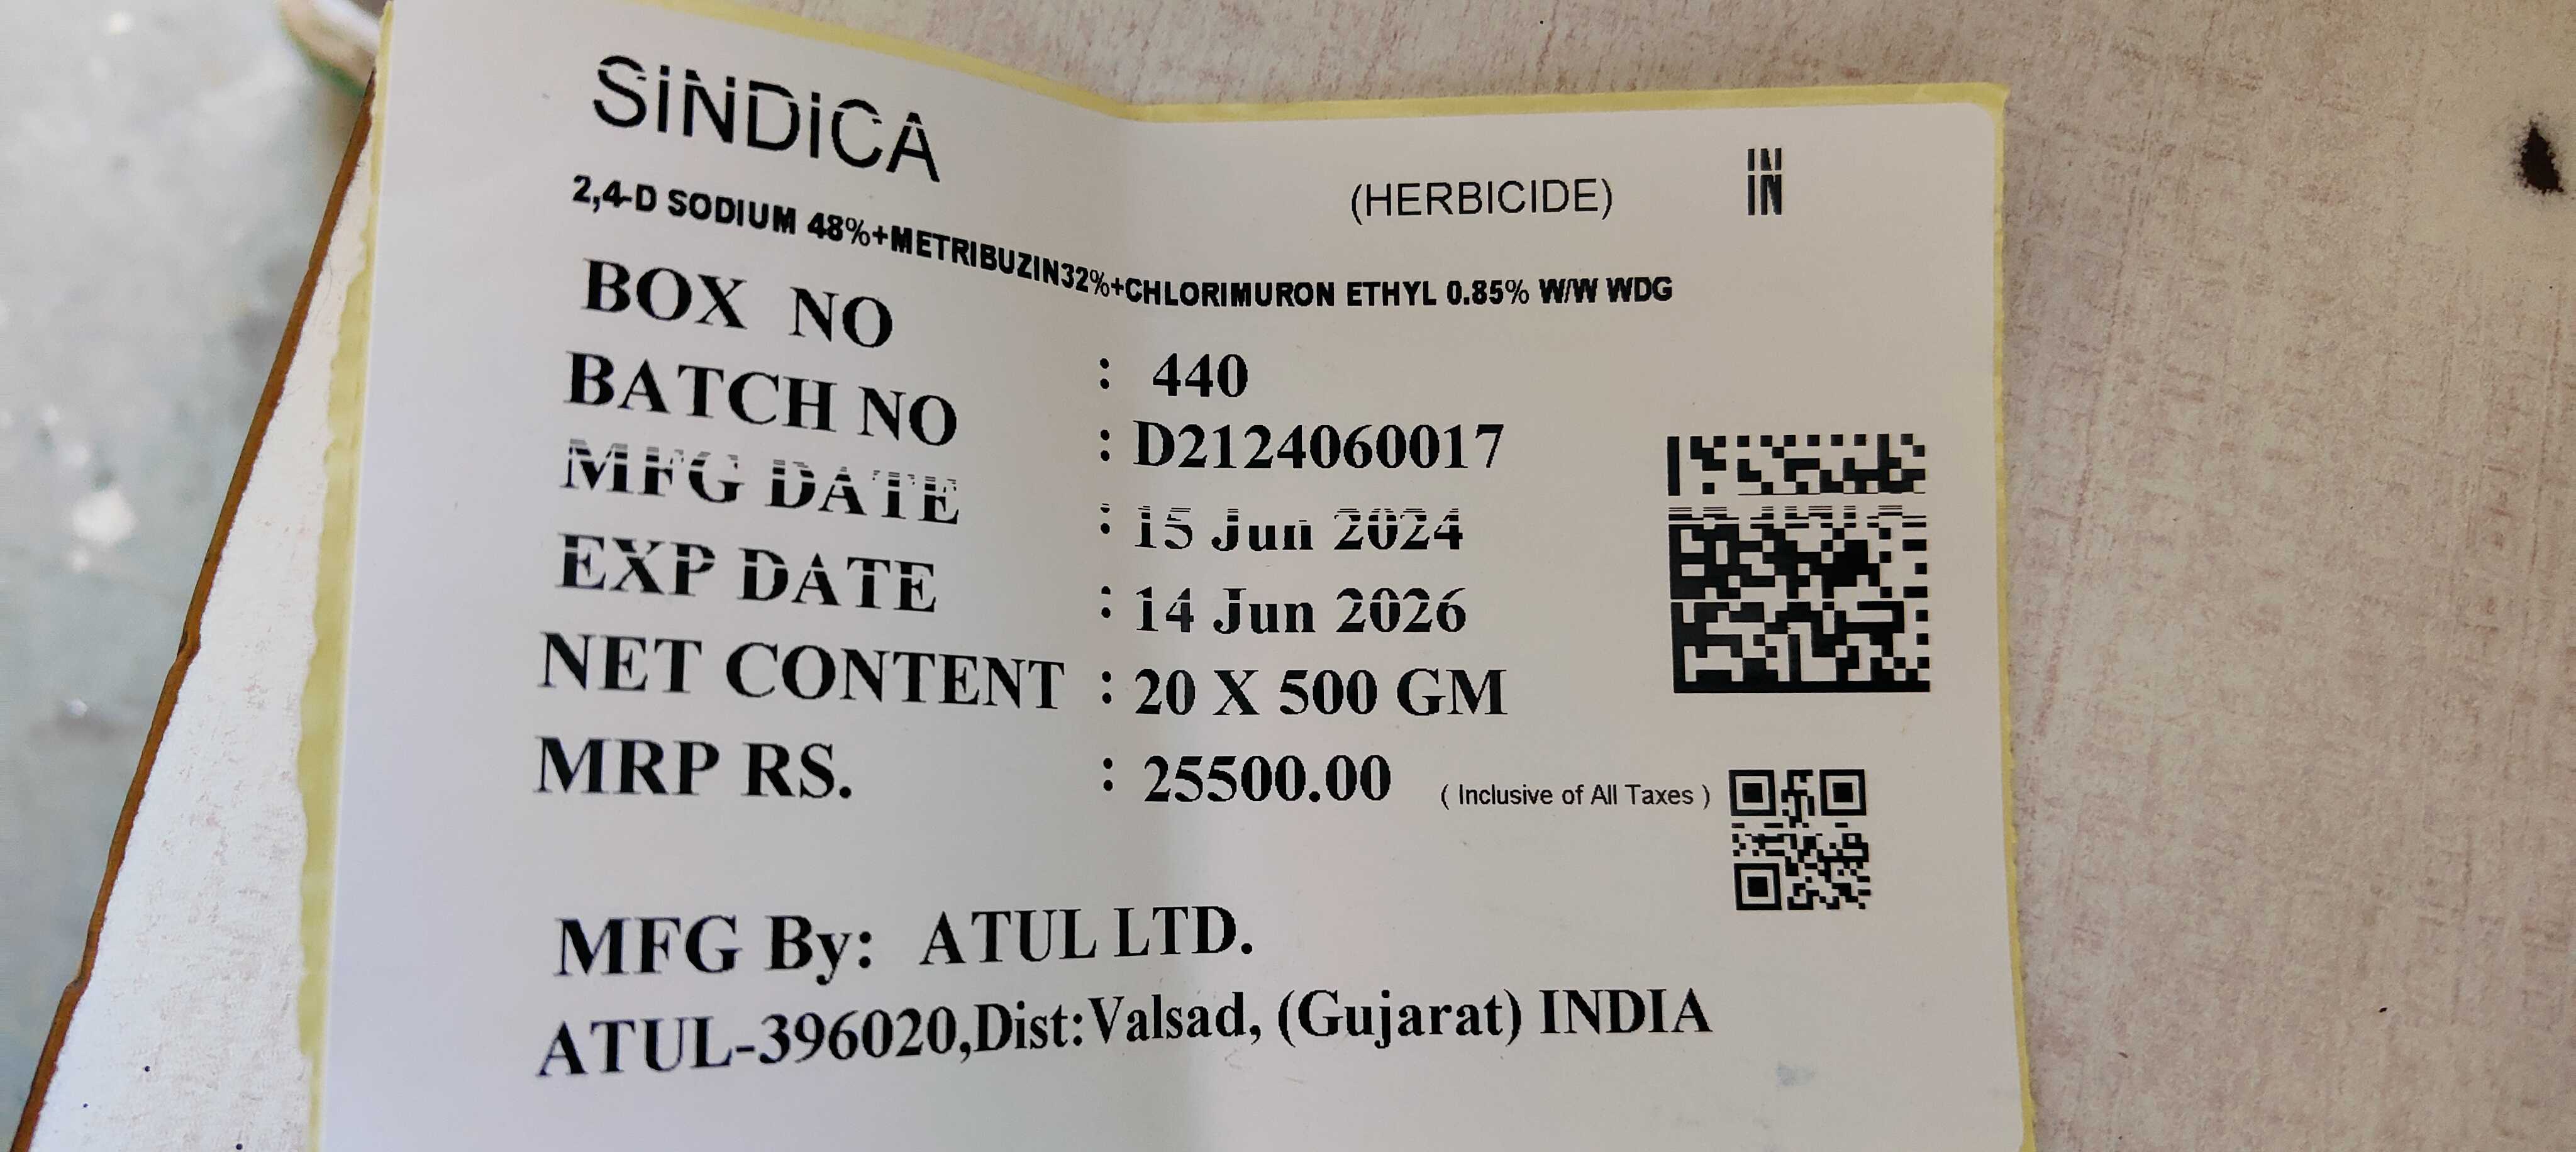 SiNDiCA
(HERBICIDE) IN
2,4-D SODIUM 48%+METRIBUZIN32%+CHLORIMURON ETHYL 0.85% W/W WDG
BOX NO : 440
BATCH NO : D2124060017
MFG DATE : 15 Jun 2024
EXP DATE : 14 Jun 2026
NET CONTENT : 20 X 500 GM
MRP RS. : 25500.00 ( Inclusive of All Taxes )
MFG By: ATUL LTD.
ATUL-396020,Dist:Valsad, (Gujarat) INDIA